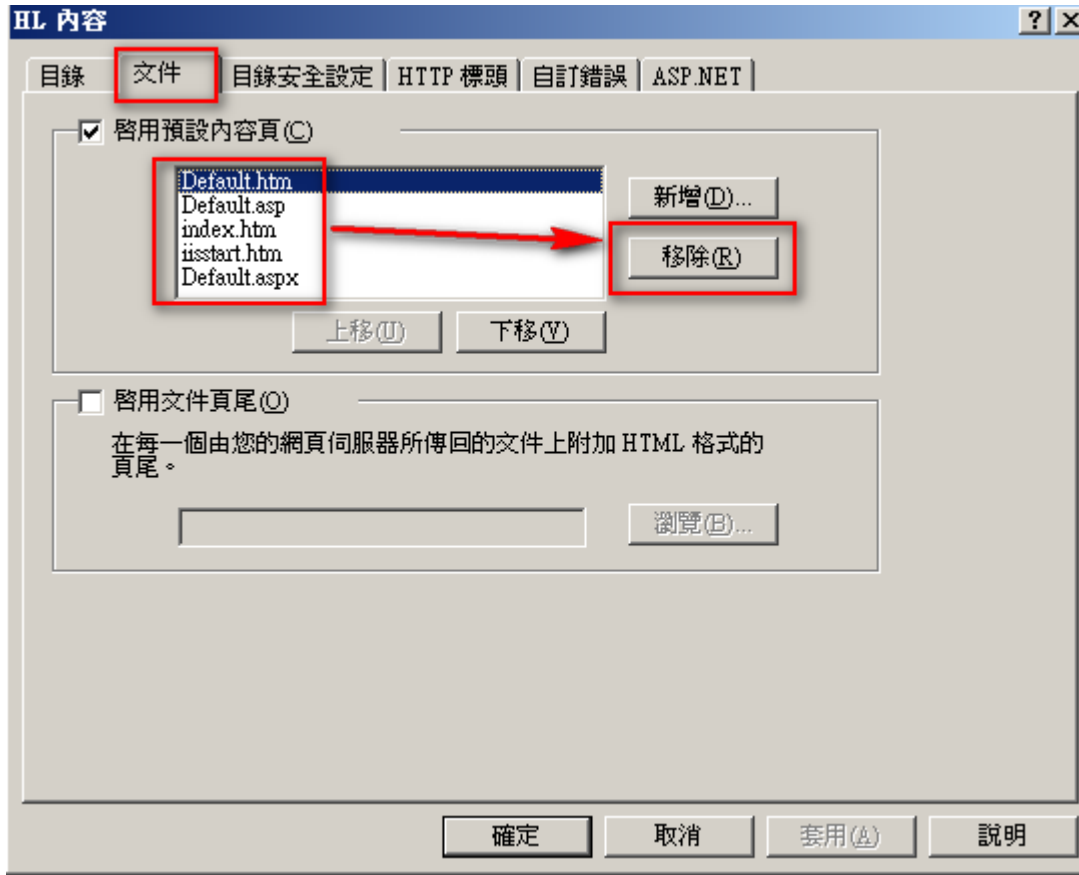 HL 內容
目錄 文件 目錄安全設定 HTTP 標頭 自訂錯誤 ASP.NET
啓用預設內容頁(C)
Default.htm
Default.asp
index.htm
iisstart.htm
Default.aspx
新增(D)...
移除(R)
上移(U) 下移(V)
啓用文件頁尾(O)
在每一個由您的網頁伺服器所傳回的文件上附加 HTML 格式的
頁尾。
瀏覽(B)...
確定 取消 套用(A) 說明